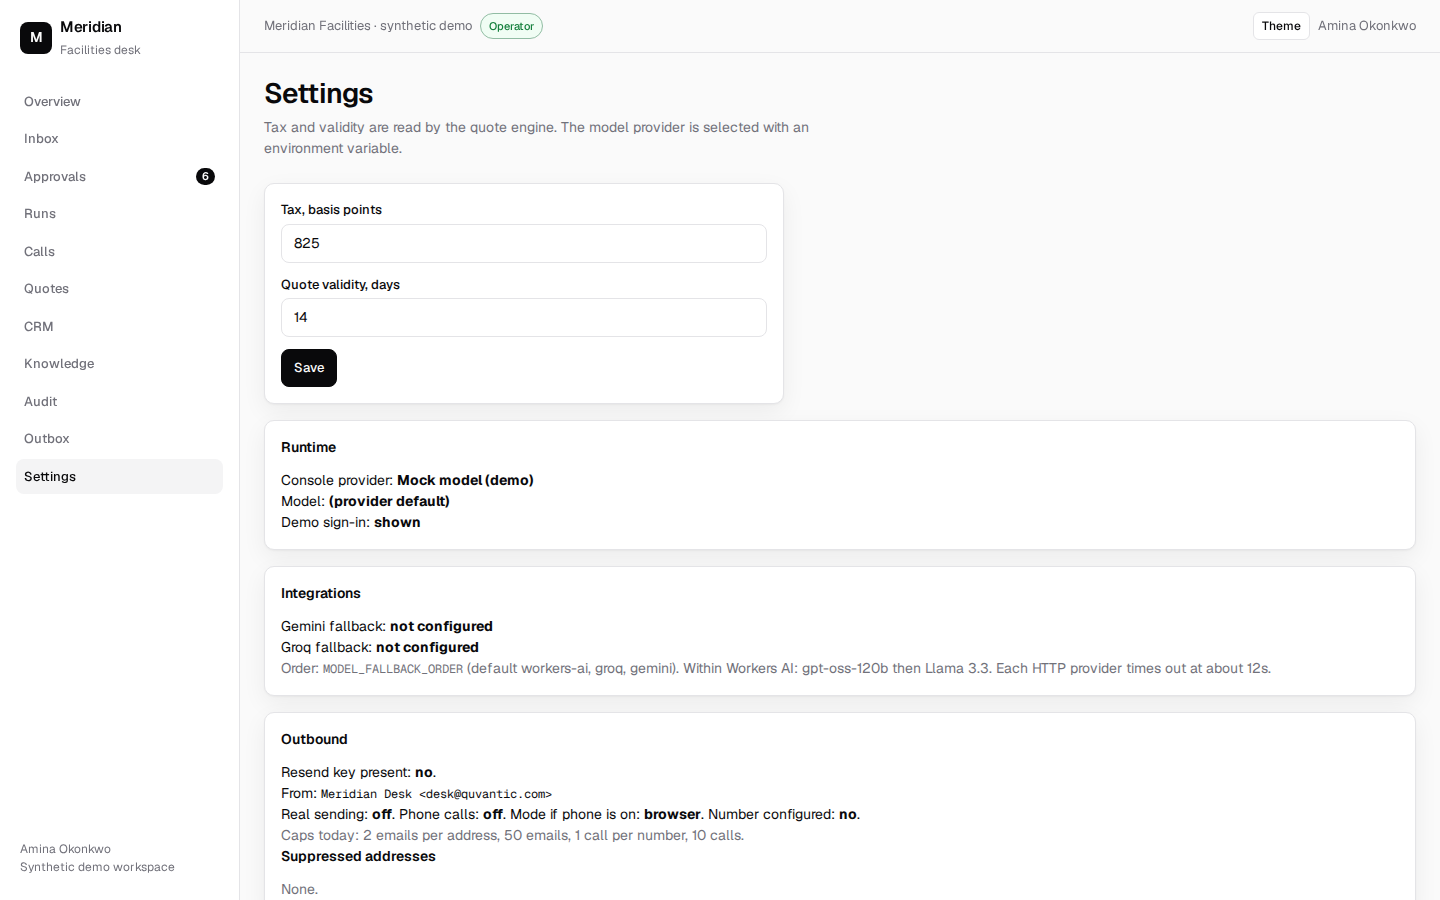 M
Meridian
Facilities desk
Overview
Inbox
Approvals 6
Runs
Calls
Quotes
CRM
Knowledge
Audit
Outbox
Settings
Amina Okonkwo
Synthetic demo workspace
Meridian Facilities · synthetic demo Operator
Theme Amina Okonkwo
Settings
Tax and validity are read by the quote engine. The model provider is selected with an
environment variable.
Tax, basis points
825
Quote validity, days
14
Save
Runtime
Console provider: Mock model (demo)
Model: (provider default)
Demo sign-in: shown
Integrations
Gemini fallback: not configured
Groq fallback: not configured
Order: MODEL_FALLBACK_ORDER (default workers-ai, groq, gemini). Within Workers AI: gpt-oss-120b then Llama 3.3. Each HTTP provider times out at about 12s.
Outbound
Resend key present: no.
From: Meridian Desk <desk@quvantic.com>
Real sending: off. Phone calls: off. Mode if phone is on: browser. Number configured: no.
Caps today: 2 emails per address, 50 emails, 1 call per number, 10 calls.
Suppressed addresses
None.